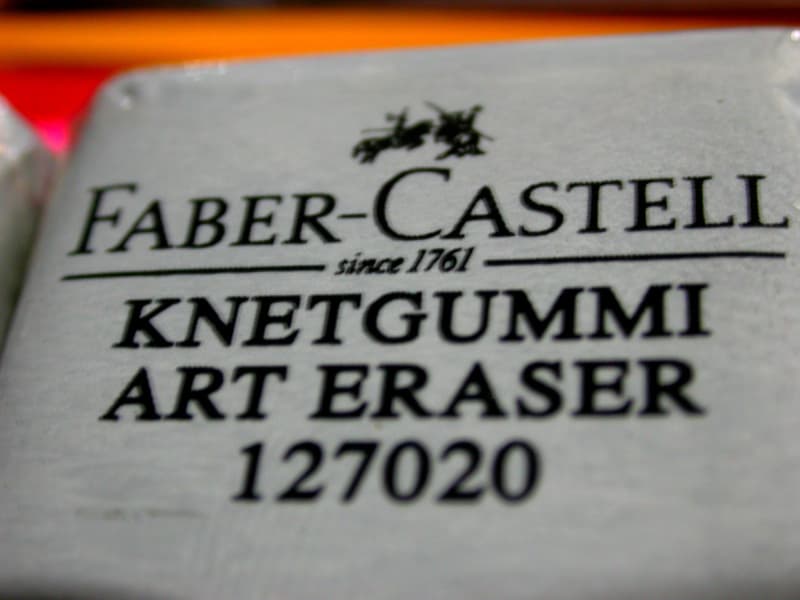 FABER-CASTELL
since 1761
KNETGUMMI
ART ERASER
127020